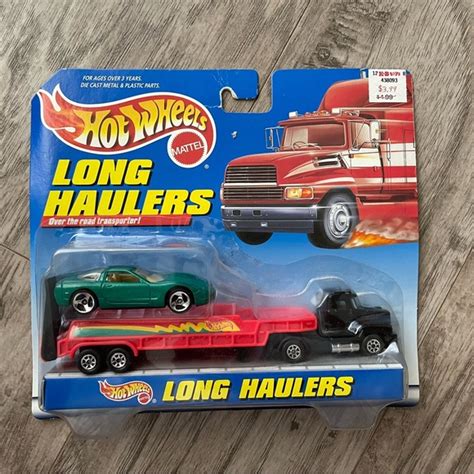 FOR AGES OVER 3 YEARS.
DIE CAST METAL & PLASTIC PARTS.
438093
$3.99
Hot Wheels
MATTEL
LONG
HAULERS
Over the road transporter!
Hot Wheels
LONG HAULERS